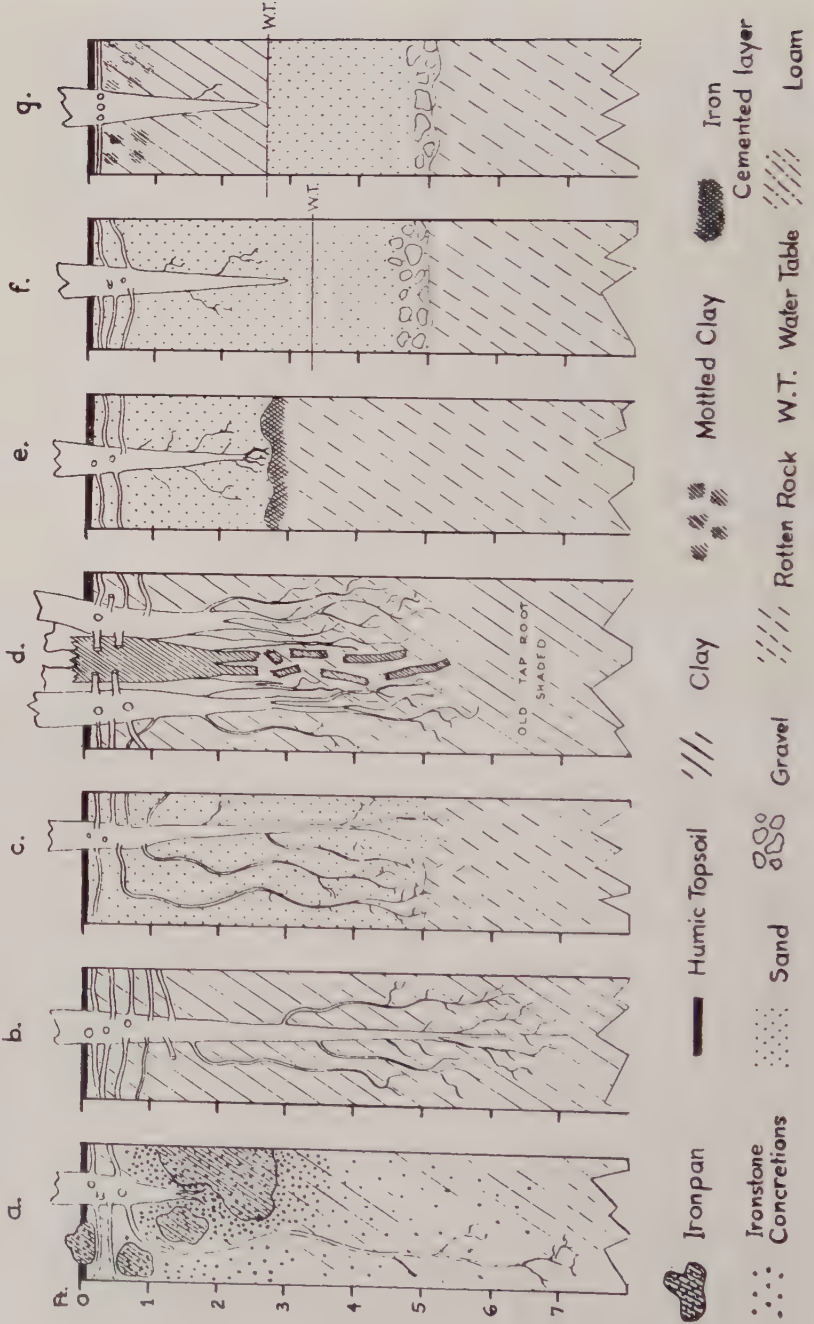 a. b. c. d. e. f. g.
Ft.
0
1
2
3
4
5
6
7
OLD TAP ROOT
SHADED
W.T.
W.T.
Ironpan Humic Topsoil Clay Mottled Clay Iron
Cemented layer
Ironstone
Concretions Sand Gravel Rotten Rock W.T. Water Table Loam